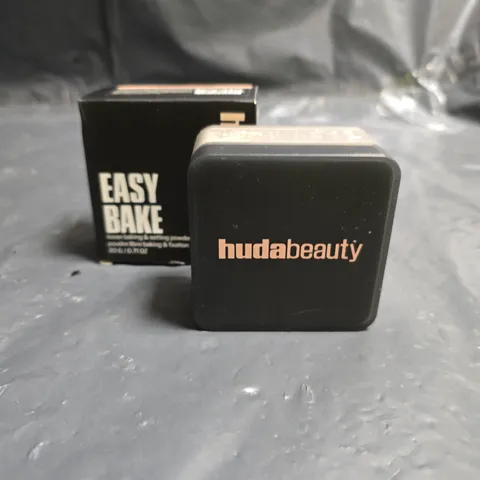 EASY
BAKE
loose baking & setting powder
poudre libre baking & fixation
20 G / 0.71 OZ
h
hudabeauty